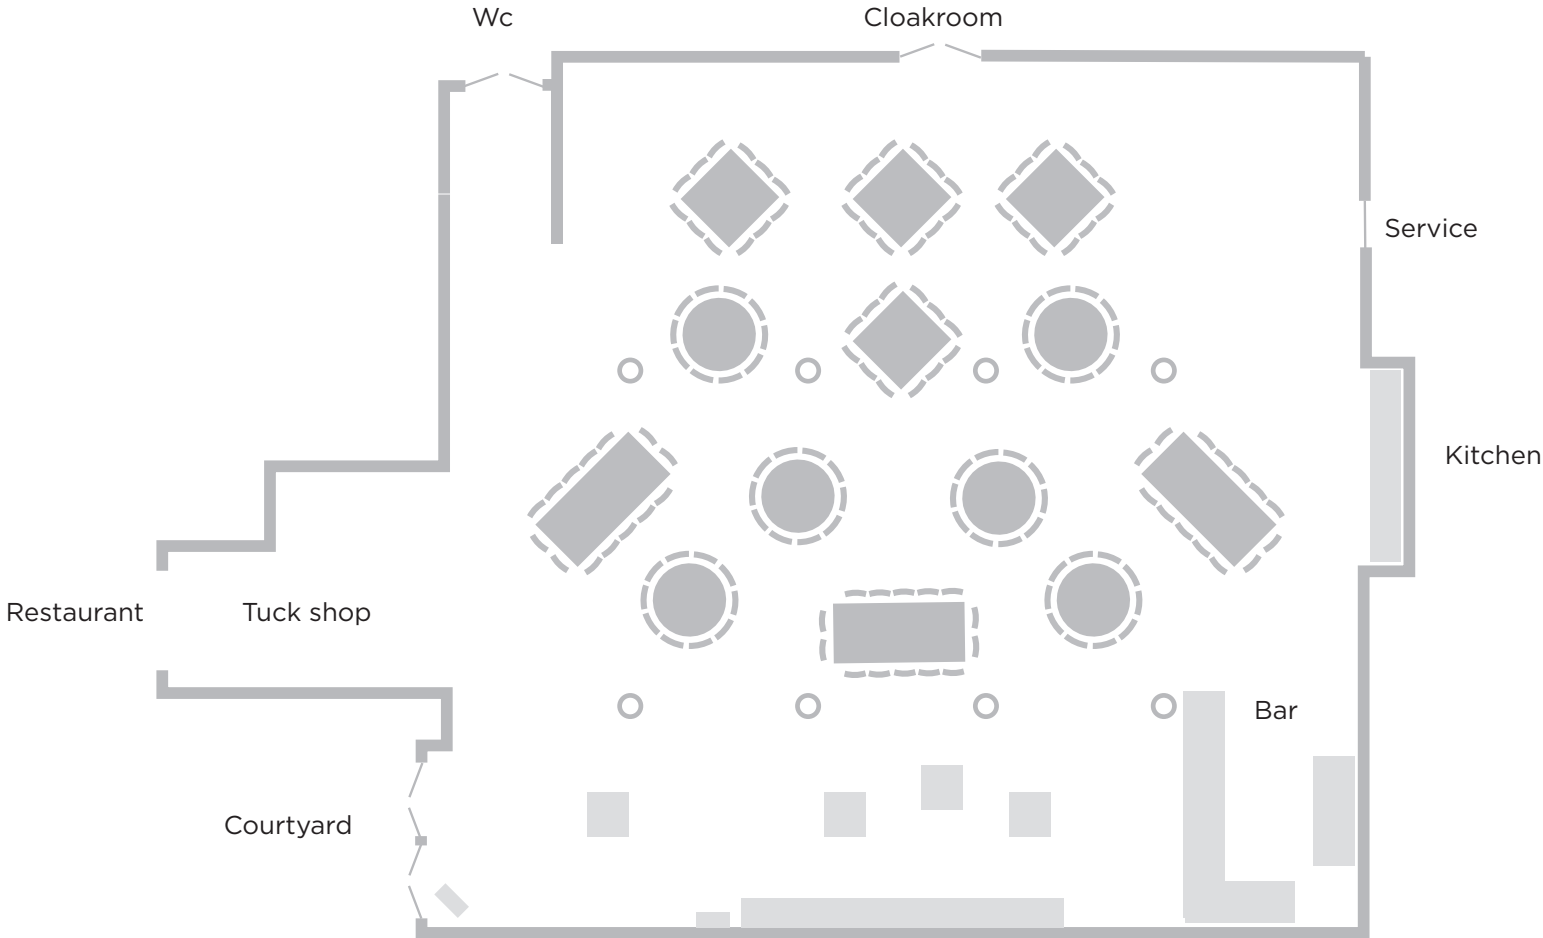 Wc
Cloakroom
Service
Kitchen
Restaurant
Tuck shop
Bar
Courtyard